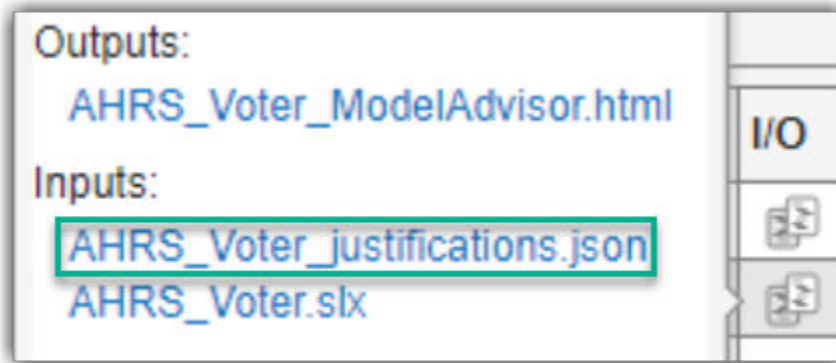 Outputs:
AHRS_Voter_ModelAdvisor.html
I/O
Inputs:
AHRS_Voter_justifications.json
AHRS_Voter.slx